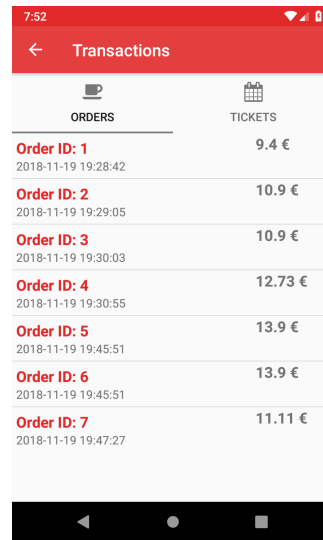 7:52
Transactions
ORDERS TICKETS
Order ID: 1 9.4 €
2018-11-19 19:28:42
Order ID: 2 10.9 €
2018-11-19 19:29:05
Order ID: 3 10.9 €
2018-11-19 19:30:03
Order ID: 4 12.73 €
2018-11-19 19:30:55
Order ID: 5 13.9 €
2018-11-19 19:45:51
Order ID: 6 13.9 €
2018-11-19 19:45:51
Order ID: 7 11.11 €
2018-11-19 19:47:27